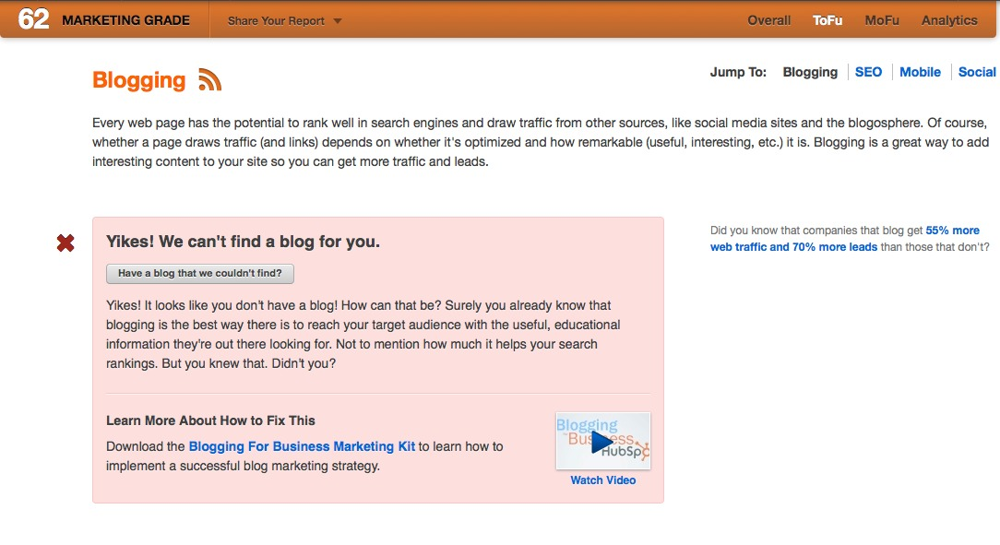 62 MARKETING GRADE Share Your Report Overall ToFu MoFu Analytics
Blogging
Jump To: Blogging SEO Mobile Social
Every web page has the potential to rank well in search engines and draw traffic from other sources, like social media sites and the blogosphere. Of course,
whether a page draws traffic (and links) depends on whether it's optimized and how remarkable (useful, interesting, etc.) it is. Blogging is a great way to add
interesting content to your site so you can get more traffic and leads.
Yikes! We can't find a blog for you.
Have a blog that we couldn't find?
Yikes! It looks like you don't have a blog! How can that be? Surely you already know that
blogging is the best way there is to reach your target audience with the useful, educational
information they're out there looking for. Not to mention how much it helps your search
rankings. But you knew that. Didn't you?
Learn More About How to Fix This
Download the Blogging For Business Marketing Kit to learn how to
implement a successful blog marketing strategy.
Blogging
Business
HubSpot
Watch Video
Did you know that companies that blog get 55% more
web traffic and 70% more leads than those that don't?